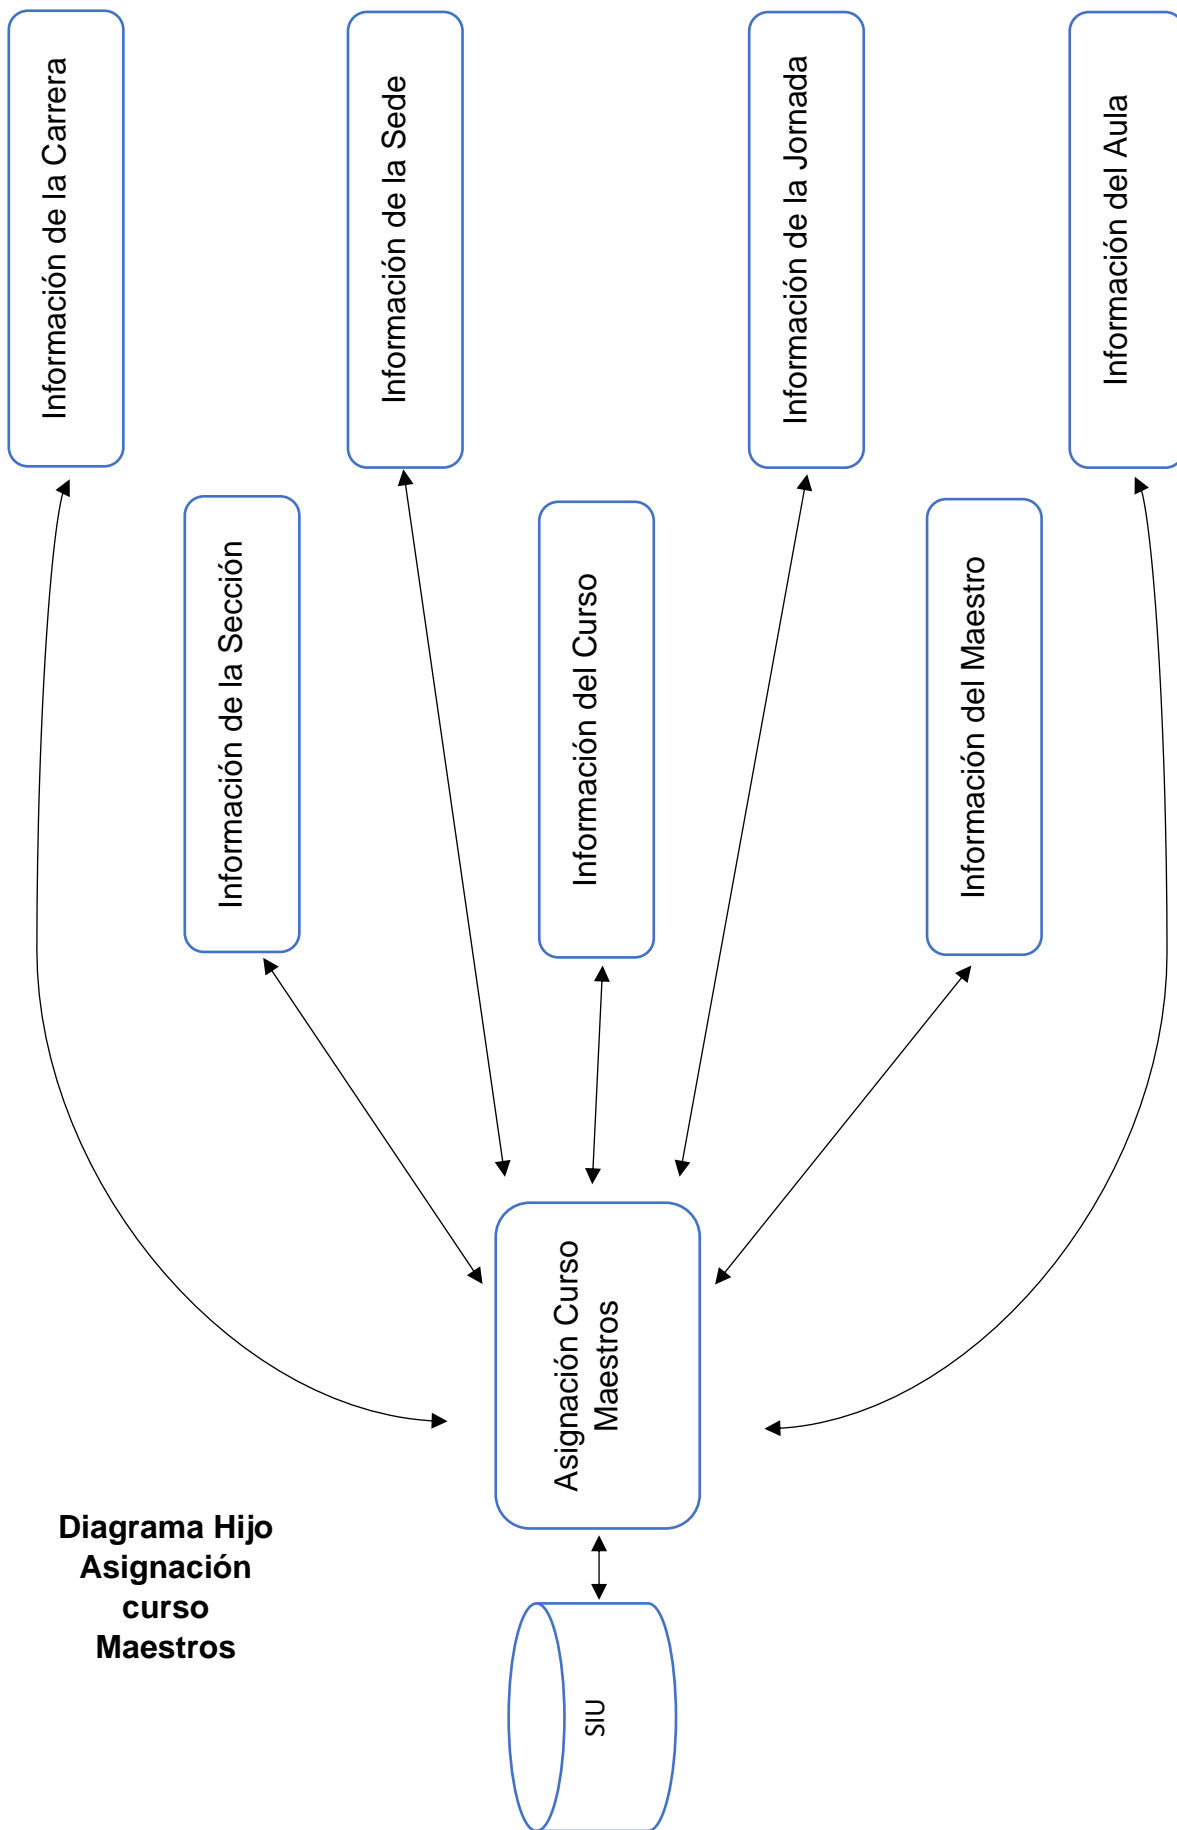 Información de la Carrera
Información de la Sede
Información de la Jornada
Información del Aula
Información de la Sección
Información del Curso
Información del Maestro
Asignación Curso
Maestros
Diagrama Hijo
Asignación
curso
Maestros
SIU